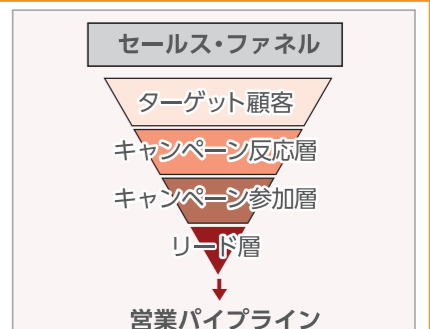 セールス・ファネル
ターゲット顧客
キャンペーン反応層
キャンペーン参加層
リード層
営業パイプライン